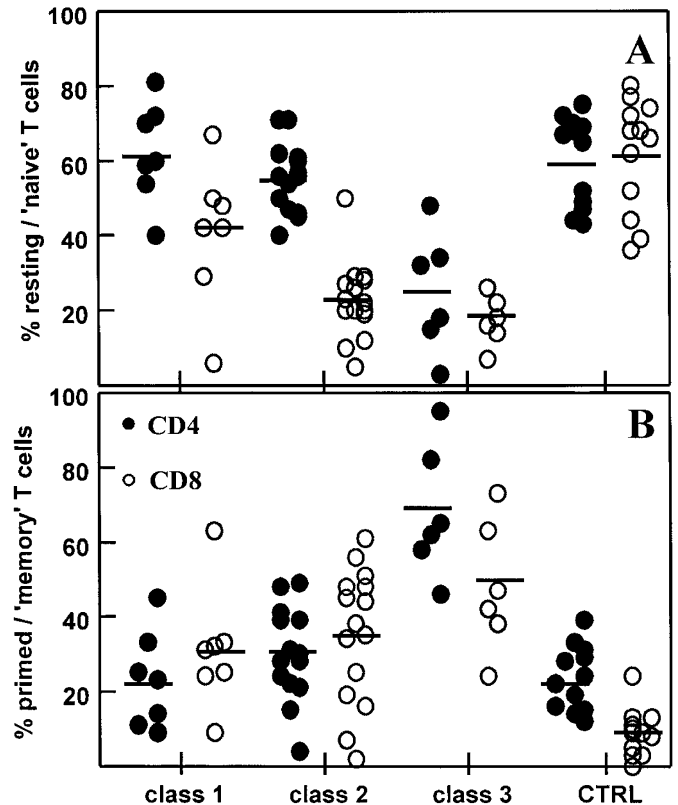 100
80
60
40
20
% resting / 'naive' T cells
A
100
80
60
40
20
% primed / 'memory' T cells
B
CD4
CD8
class 1 class 2 class 3 CTRL